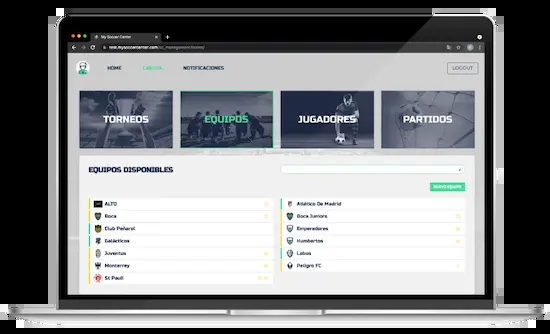 My Soccer Center
HOME
CANCHA
NOTIFICACIONES
LOGOUT
TORNEOS
EQUIPOS
JUGADORES
PARTIDOS
EQUIPOS DISPONIBLES
NUEVO EQUIPO
ALTO
Boca
Club Peñarol
Galácticos
Juventus
Monterrey
St Pauli
Atlético De Madrid
Boca Juniors
Emperadores
Humbertos
Lobos
Peligro FC